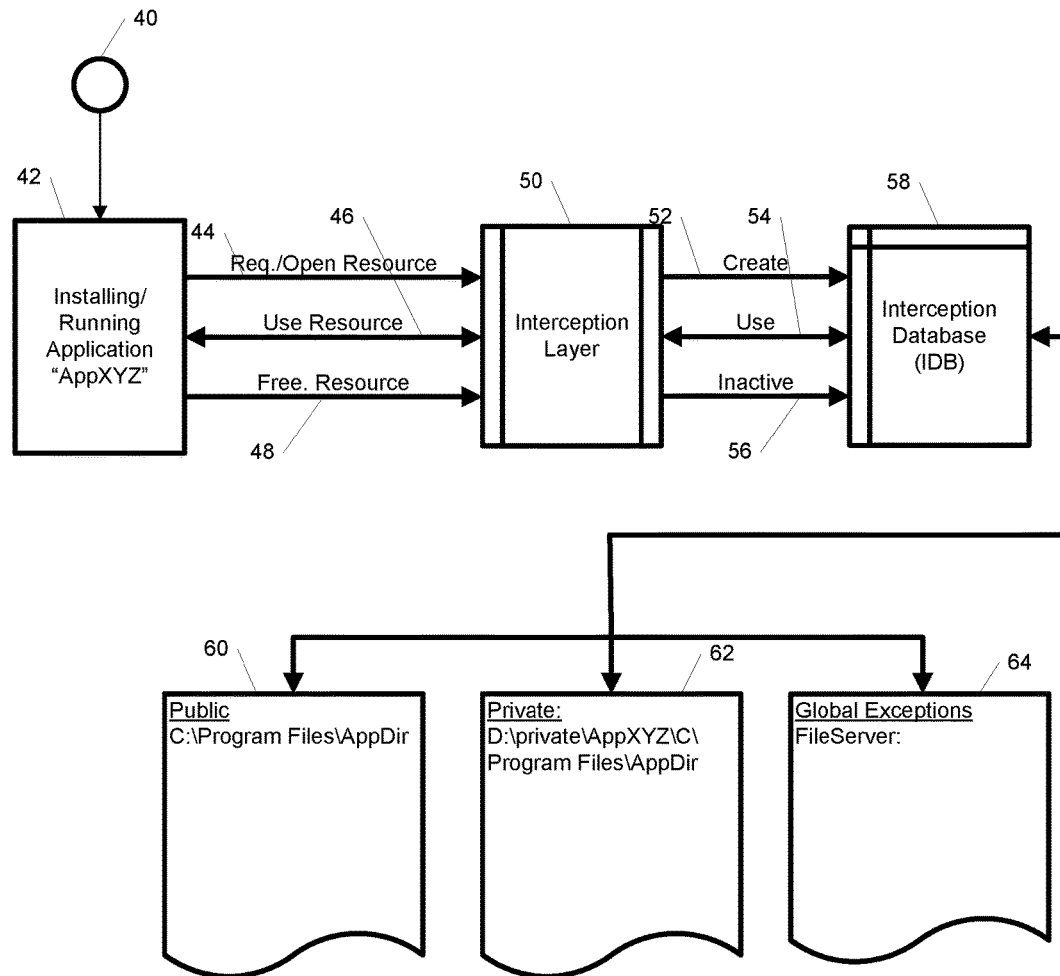 40
42
44
46
50
52
54
58
Req./Open Resource
Create
Installing/
Running
Application
“AppXYZ”
Use Resource
Interception
Layer
Use
Interception
Database
(IDB)
Free. Resource
Inactive
48
56
60
62
64
Public
C:\Program Files\AppDir
Private:
D:\private\AppXYZ\C\
Program Files\AppDir
Global Exceptions
FileServer: